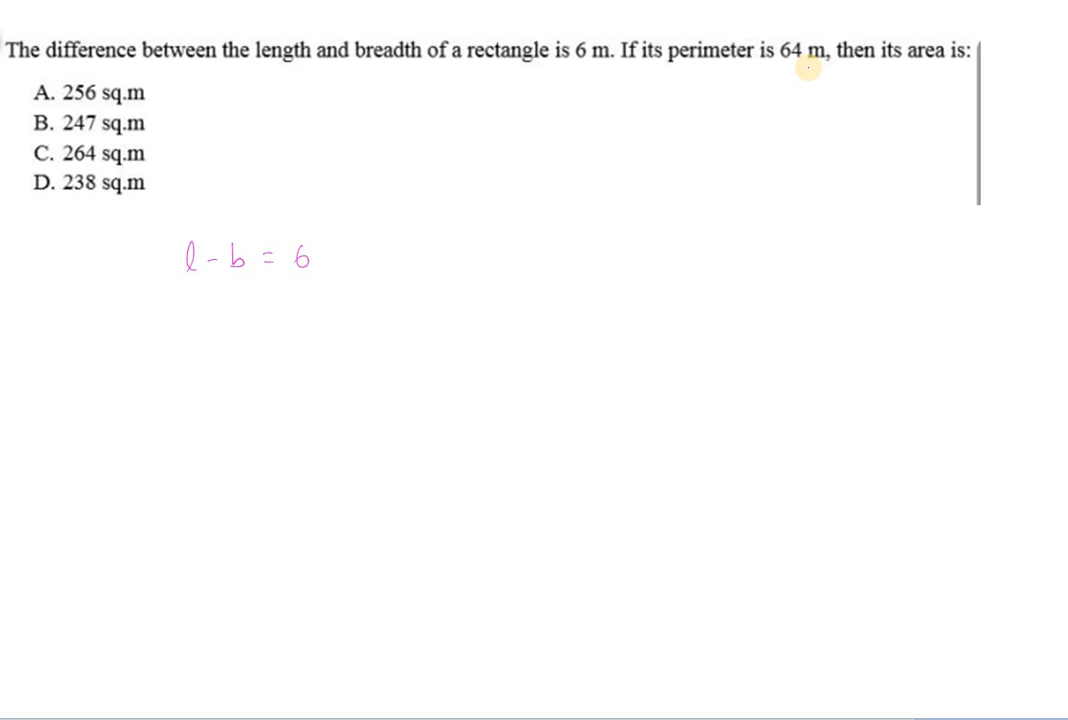 The difference between the length and breadth of a rectangle is 6 m. If its perimeter is 64 m, then its area is:
A. 256 sq.m
B. 247 sq.m
C. 264 sq.m
D. 238 sq.m
l - b = 6